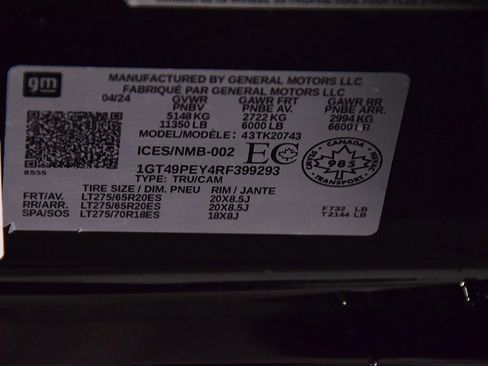 gm
MANUFACTURED BY GENERAL MOTORS LLC
FABRIQUÉ PAR GENERAL MOTORS LLC
04/24 GVWR GAWR FRT GAWR RR
PNBV PNBE AV. PNBE ARR.
5148 KG 2722 KG 2994 KG
11350 LB 6000 LB 6600 LB
MODEL/MODÈLE: 43TK20743
ICES/NMB-002 EC
CANADA
985
1GT49PEY4RF399293
8555
TYPE: TRU/CAM
TIRE SIZE / DIM. PNEU RIM / JANTE
FRT/AV. LT275/65R20ES 20X8.5J
RR/ARR. LT275/65R20ES 20X8.5J
SPA/SOS LT275/70R18ES 18X8J
F732 LB
T2144 LB